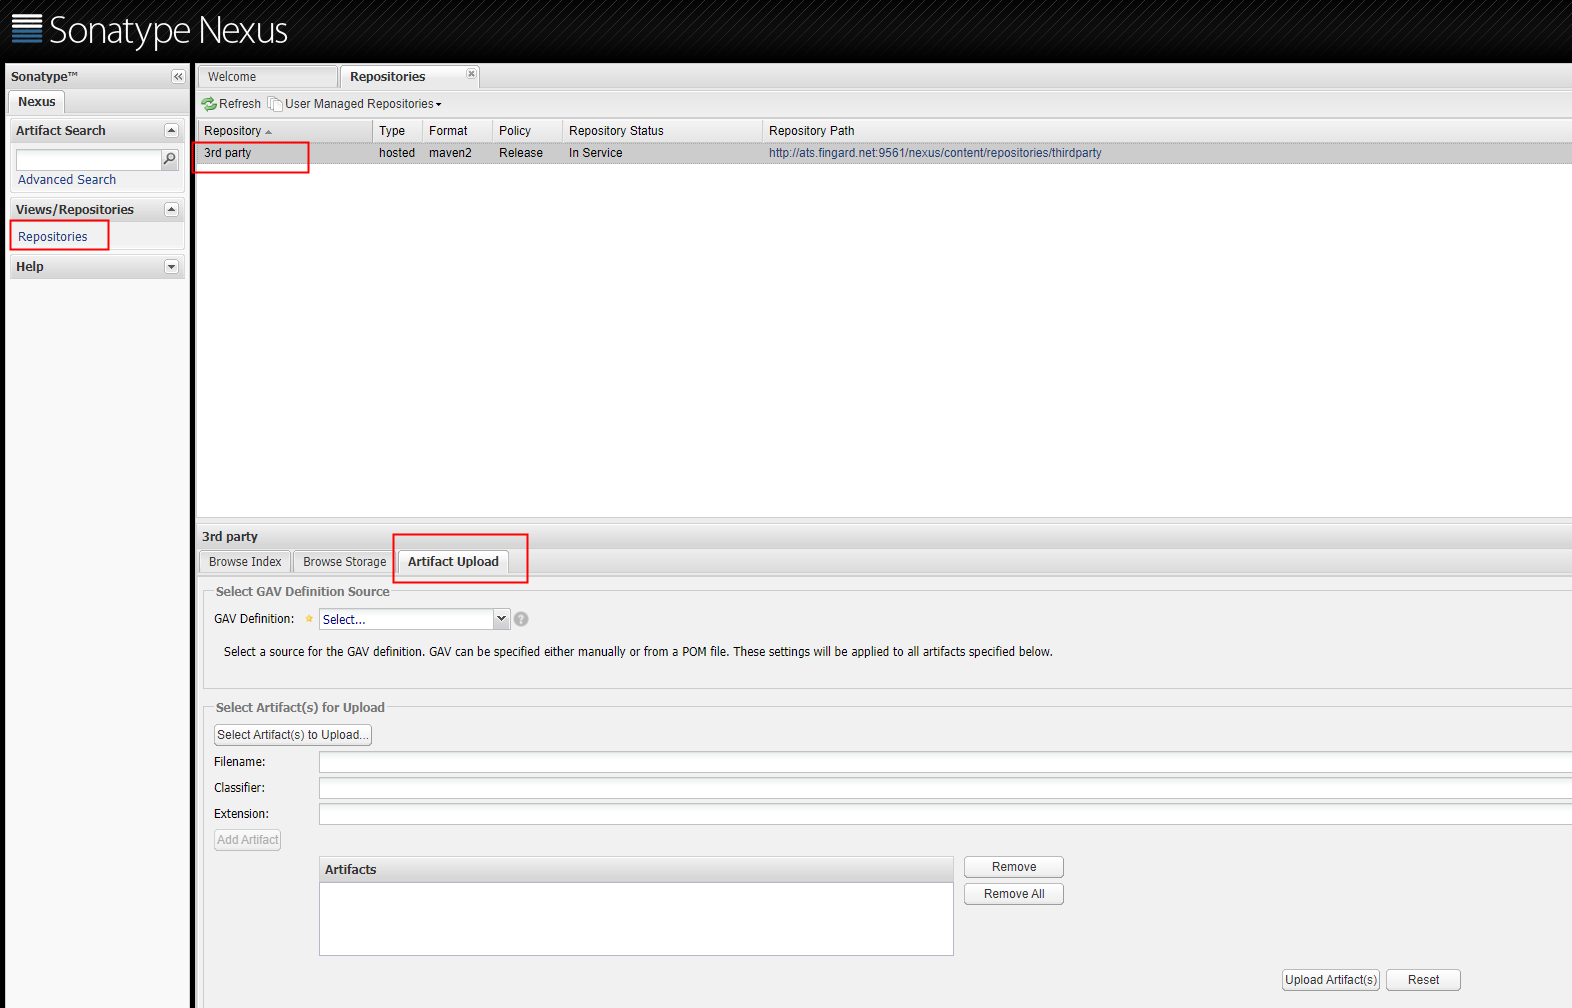 Sonatype Nexus
Sonatype™
Nexus
Artifact Search
Advanced Search
Views/Repositories
Repositories
Help
Welcome
Repositories
Refresh User Managed Repositories
Repository Type Format Policy Repository Status Repository Path
3rd party hosted maven2 Release In Service http://ats.fingard.net:9561/nexus/content/repositories/thirdparty
3rd party
Browse Index Browse Storage Artifact Upload
Select GAV Definition Source
GAV Definition: Select...
Select a source for the GAV definition. GAV can be specified either manually or from a POM file. These settings will be applied to all artifacts specified below.
Select Artifact(s) for Upload
Select Artifact(s) to Upload...
Filename:
Classifier:
Extension:
Add Artifact
Artifacts
Remove
Remove All
Upload Artifact(s) Reset